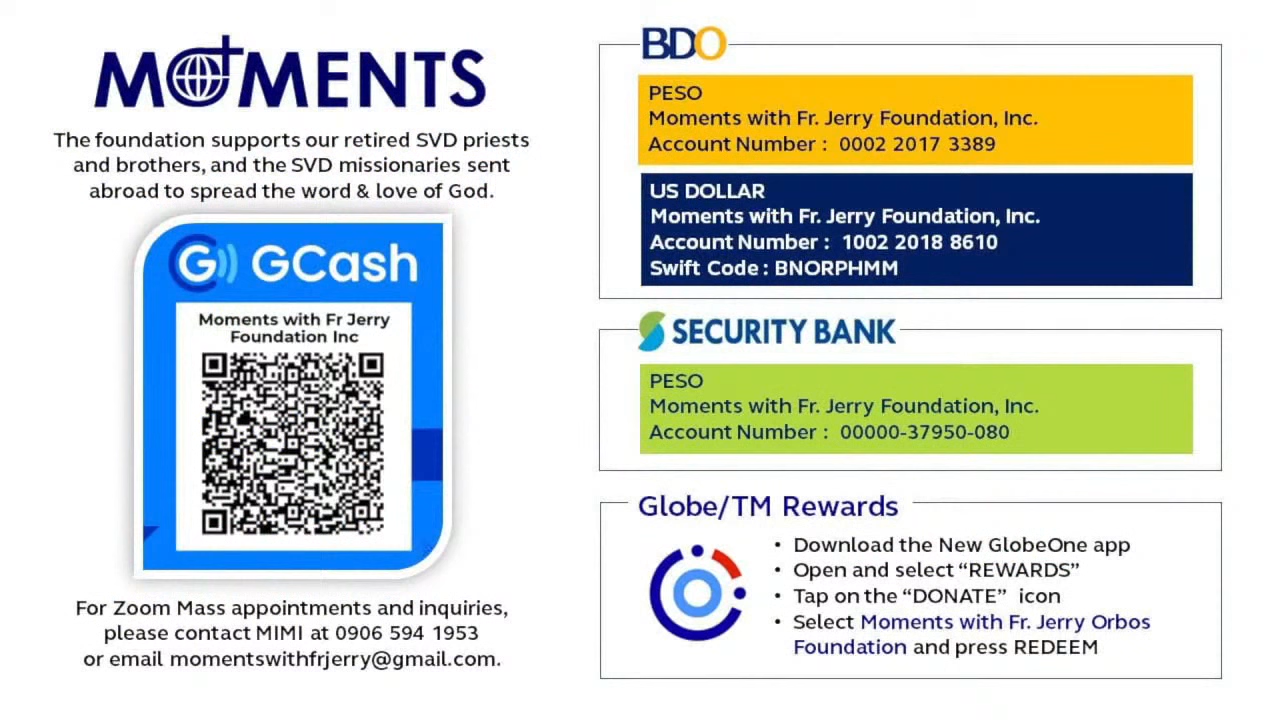 MOMENTS
The foundation supports our retired SVD priests
and brothers, and the SVD missionaries sent
abroad to spread the word & love of God.
GCash
Moments with Fr Jerry
Foundation Inc
For Zoom Mass appointments and inquiries,
please contact MIMI at 0906 594 1953
or email momentswithfrjerry@gmail.com.
BDO
PESO
Moments with Fr. Jerry Foundation, Inc.
Account Number : 0002 2017 3389
US DOLLAR
Moments with Fr. Jerry Foundation, Inc.
Account Number : 1002 2018 8610
Swift Code : BNORPHMM
SECURITY BANK
PESO
Moments with Fr. Jerry Foundation, Inc.
Account Number : 00000-37950-080
Globe/TM Rewards
• Download the New GlobeOne app
• Open and select “REWARDS”
• Tap on the “DONATE” icon
• Select Moments with Fr. Jerry Orbos
Foundation and press REDEEM